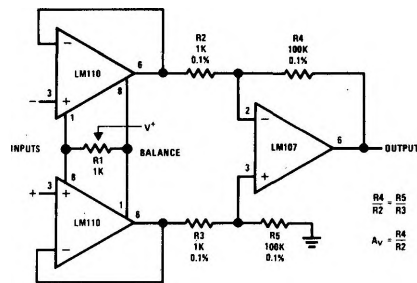 R2
1K
0.1%
R4
100K
0.1%
LM110
6
8
3
1
V+
INPUTS
R1
1K
BALANCE
2
LM107
6
OUTPUT
3
8
3
LM110
1
6
R3
1K
0.1%
R5
100K
0.1%
R4/R2 = R5/R3
AV = R4/R2